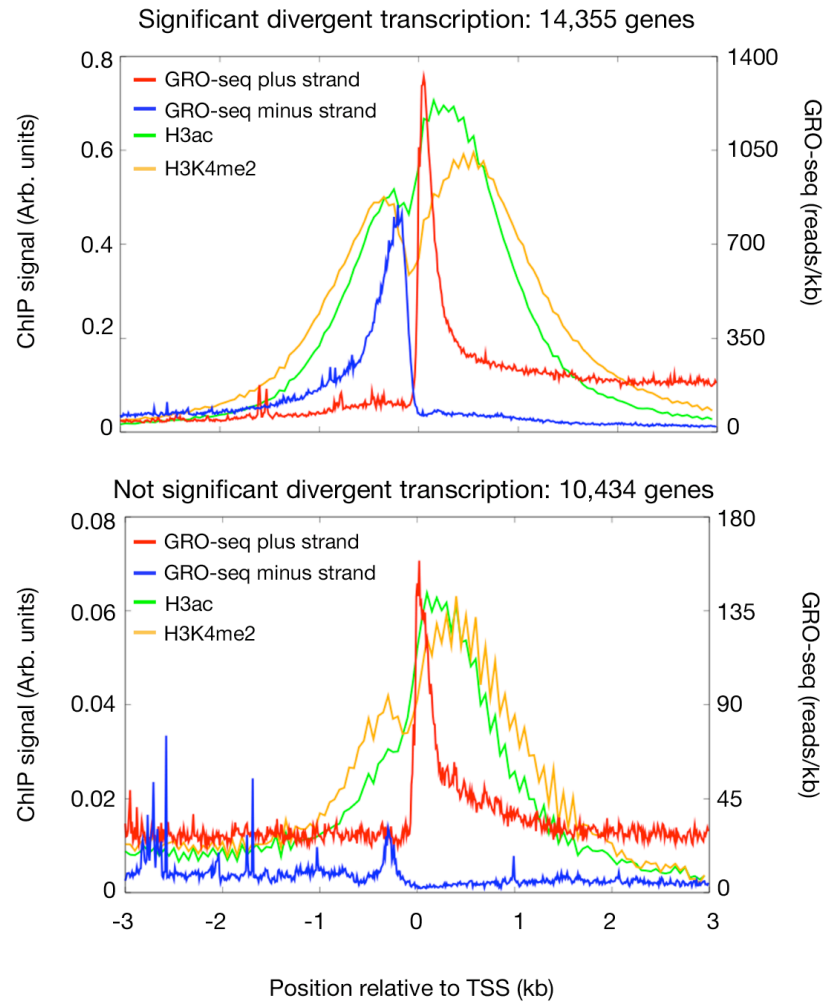 Significant divergent transcription: 14,355 genes
0.8
0.6
0.4
0.2
0
ChIP signal (Arb. units)
GRO-seq plus strand
GRO-seq minus strand
H3ac
H3K4me2
1400
1050
700
350
0
GRO-seq (reads/kb)
Not significant divergent transcription: 10,434 genes
0.08
0.06
0.04
0.02
0
ChIP signal (Arb. units)
GRO-seq plus strand
GRO-seq minus strand
H3ac
H3K4me2
180
135
90
45
0
GRO-seq (reads/kb)
-3 -2 -1 0 1 2 3
Position relative to TSS (kb)